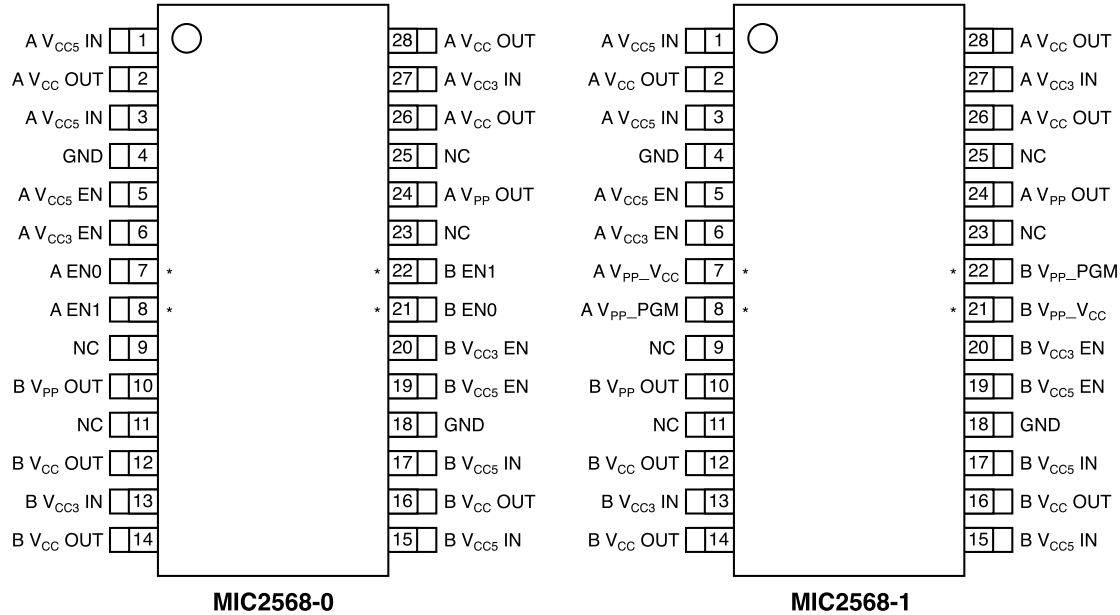 A VCC5 IN 1 28 A VCC OUT
A VCC OUT 2 27 A VCC3 IN
A VCC5 IN 3 26 A VCC OUT
GND 4 25 NC
A VCC5 EN 5 24 A VPP OUT
A VCC3 EN 6 23 NC
A EN0 7 * * 22 B EN1
A EN1 8 * * 21 B EN0
NC 9 20 B VCC3 EN
B VPP OUT 10 19 B VCC5 EN
NC 11 18 GND
B VCC OUT 12 17 B VCC5 IN
B VCC3 IN 13 16 B VCC OUT
B VCC OUT 14 15 B VCC5 IN
MIC2568-0
A VCC5 IN 1 28 A VCC OUT
A VCC OUT 2 27 A VCC3 IN
A VCC5 IN 3 26 A VCC OUT
GND 4 25 NC
A VCC5 EN 5 24 A VPP OUT
A VCC3 EN 6 23 NC
A VPP_VCC 7 * * 22 B VPP_PGM
A VPP_PGM 8 * * 21 B VPP_VCC
NC 9 20 B VCC3 EN
B VPP OUT 10 19 B VCC5 EN
NC 11 18 GND
B VCC OUT 12 17 B VCC5 IN
B VCC3 IN 13 16 B VCC OUT
B VCC OUT 14 15 B VCC5 IN
MIC2568-1